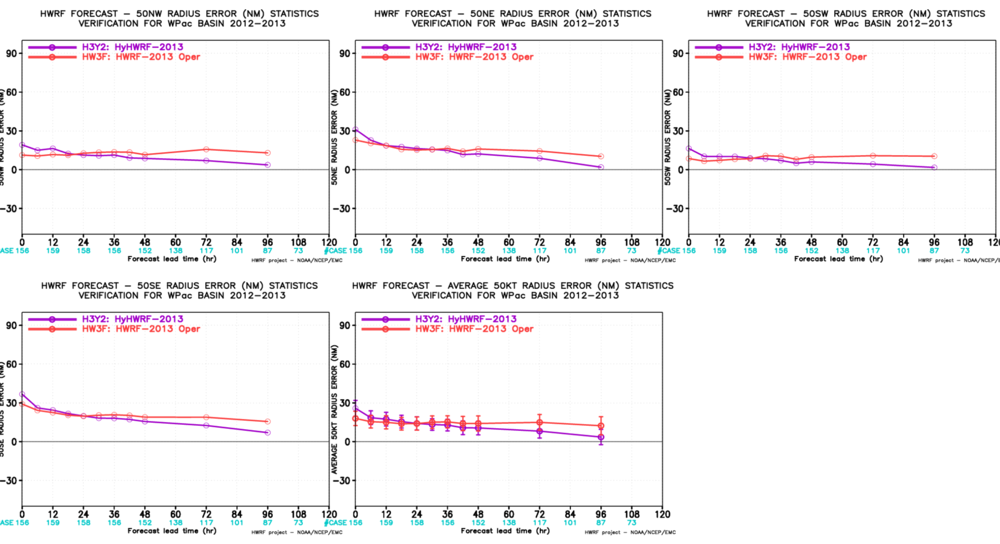 HWRF FORECAST − 50NW RADIUS ERROR (NM) STATISTICS
VERIFICATION FOR WPac BASIN 2012−2013
H3Y2: HyHWRF−2013
HW3F: HWRF−2013 Oper
50NW RADIUS ERROR (NM)
90
60
30
0
−30
0 12 24 36 48 60 72 84 96 108 120
ASE 156 159 158 156 152 138 117 101 87 73
Forecast lead time (hr)
HWRF project − NOAA/NCEP/EMC
HWRF FORECAST − 50NE RADIUS ERROR (NM) STATISTICS
VERIFICATION FOR WPac BASIN 2012−2013
H3Y2: HyHWRF−2013
HW3F: HWRF−2013 Oper
50NE RADIUS ERROR (NM)
90
60
30
0
−30
0 12 24 36 48 60 72 84 96 108 120
#CASE 156 159 158 156 152 138 117 101 87 73
Forecast lead time (hr)
HWRF project − NOAA/NCEP/EMC
HWRF FORECAST − 50SW RADIUS ERROR (NM) STATISTICS
VERIFICATION FOR WPac BASIN 2012−2013
H3Y2: HyHWRF−2013
HW3F: HWRF−2013 Oper
50SW RADIUS ERROR (NM)
90
60
30
0
−30
0 12 24 36 48 60 72 84 96 108 120
#CASE 156 159 158 156 152 138 117 101 87 73
Forecast lead time (hr)
HWRF project − NOAA/NCEP/E
HWRF FORECAST − 50SE RADIUS ERROR (NM) STATISTICS
VERIFICATION FOR WPac BASIN 2012−2013
H3Y2: HyHWRF−2013
HW3F: HWRF−2013 Oper
50SE RADIUS ERROR (NM)
90
60
30
0
−30
0 12 24 36 48 60 72 84 96 108 120
ASE 156 159 158 156 152 138 117 101 87 73
Forecast lead time (hr)
HWRF project − NOAA/NCEP/EMC
HWRF FORECAST − AVERAGE 50KT RADIUS ERROR (NM) STATISTICS
VERIFICATION FOR WPac BASIN 2012−2013
H3Y2: HyHWRF−2013
HW3F: HWRF−2013 Oper
AVERAGE 50KT RADIUS ERROR (NM)
90
60
30
0
−30
0 12 24 36 48 60 72 84 96 108 120
#CASE 156 159 158 156 152 138 117 101 87 73
Forecast lead time (hr)
HWRF project − NOAA/NCEP/EMC